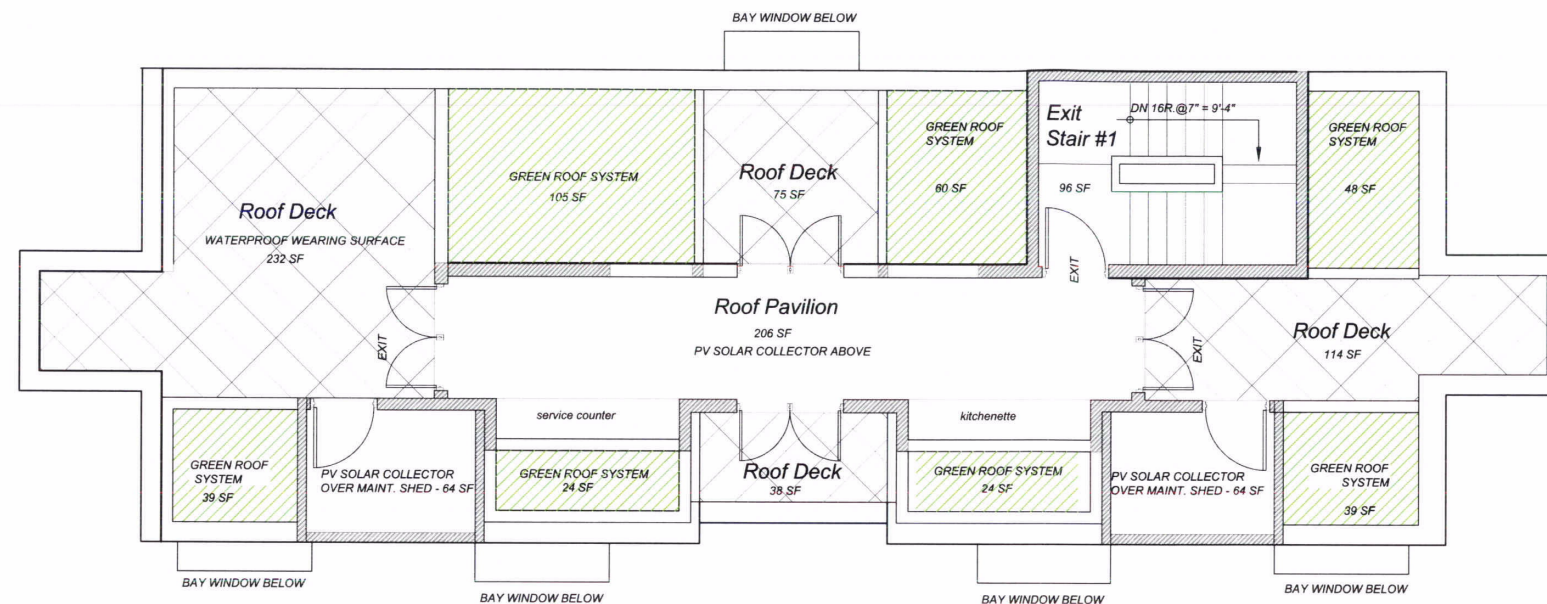 BAY WINDOW BELOW
Exit
Stair #1
DN 16R.@7" = 9'-4"
96 SF
GREEN ROOF
SYSTEM
60 SF
GREEN ROOF
SYSTEM
48 SF
GREEN ROOF SYSTEM
105 SF
Roof Deck
75 SF
Roof Deck
WATERPROOF WEARING SURFACE
232 SF
EXIT
Roof Pavilion
206 SF
PV SOLAR COLLECTOR ABOVE
EXIT
EXIT
Roof Deck
114 SF
service counter
kitchenette
GREEN ROOF
SYSTEM
39 SF
PV SOLAR COLLECTOR
OVER MAINT. SHED - 64 SF
GREEN ROOF SYSTEM
24 SF
Roof Deck
38 SF
GREEN ROOF SYSTEM
24 SF
PV SOLAR COLLECTOR
OVER MAINT. SHED - 64 SF
GREEN ROOF
SYSTEM
39 SF
BAY WINDOW BELOW
BAY WINDOW BELOW
BAY WINDOW BELOW
BAY WINDOW BELOW